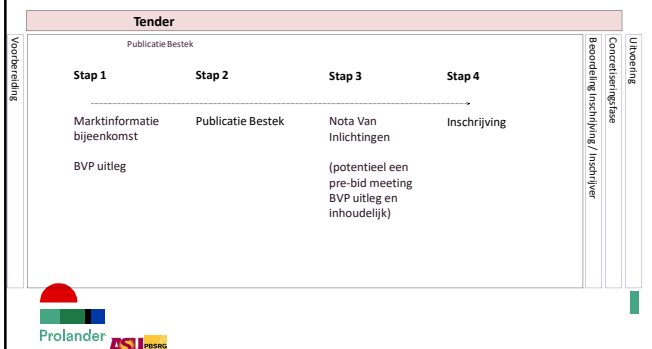 Tender
Publicatie Bestek
Voorbereiding
Stap 1
Stap 2
Stap 3
Stap 4
Marktinformatie
bijeenkomst
BVP uitleg
Publicatie Bestek
Nota Van
Inlichtingen
(potentieel een
pre-bid meeting
BVP uitleg en
inhoudelijk)
Inschrijving
Beoordeling Inschrijving / Inschrijver
Concretiseringsfase
Uitvoering
Prolander
ASU PBSRG